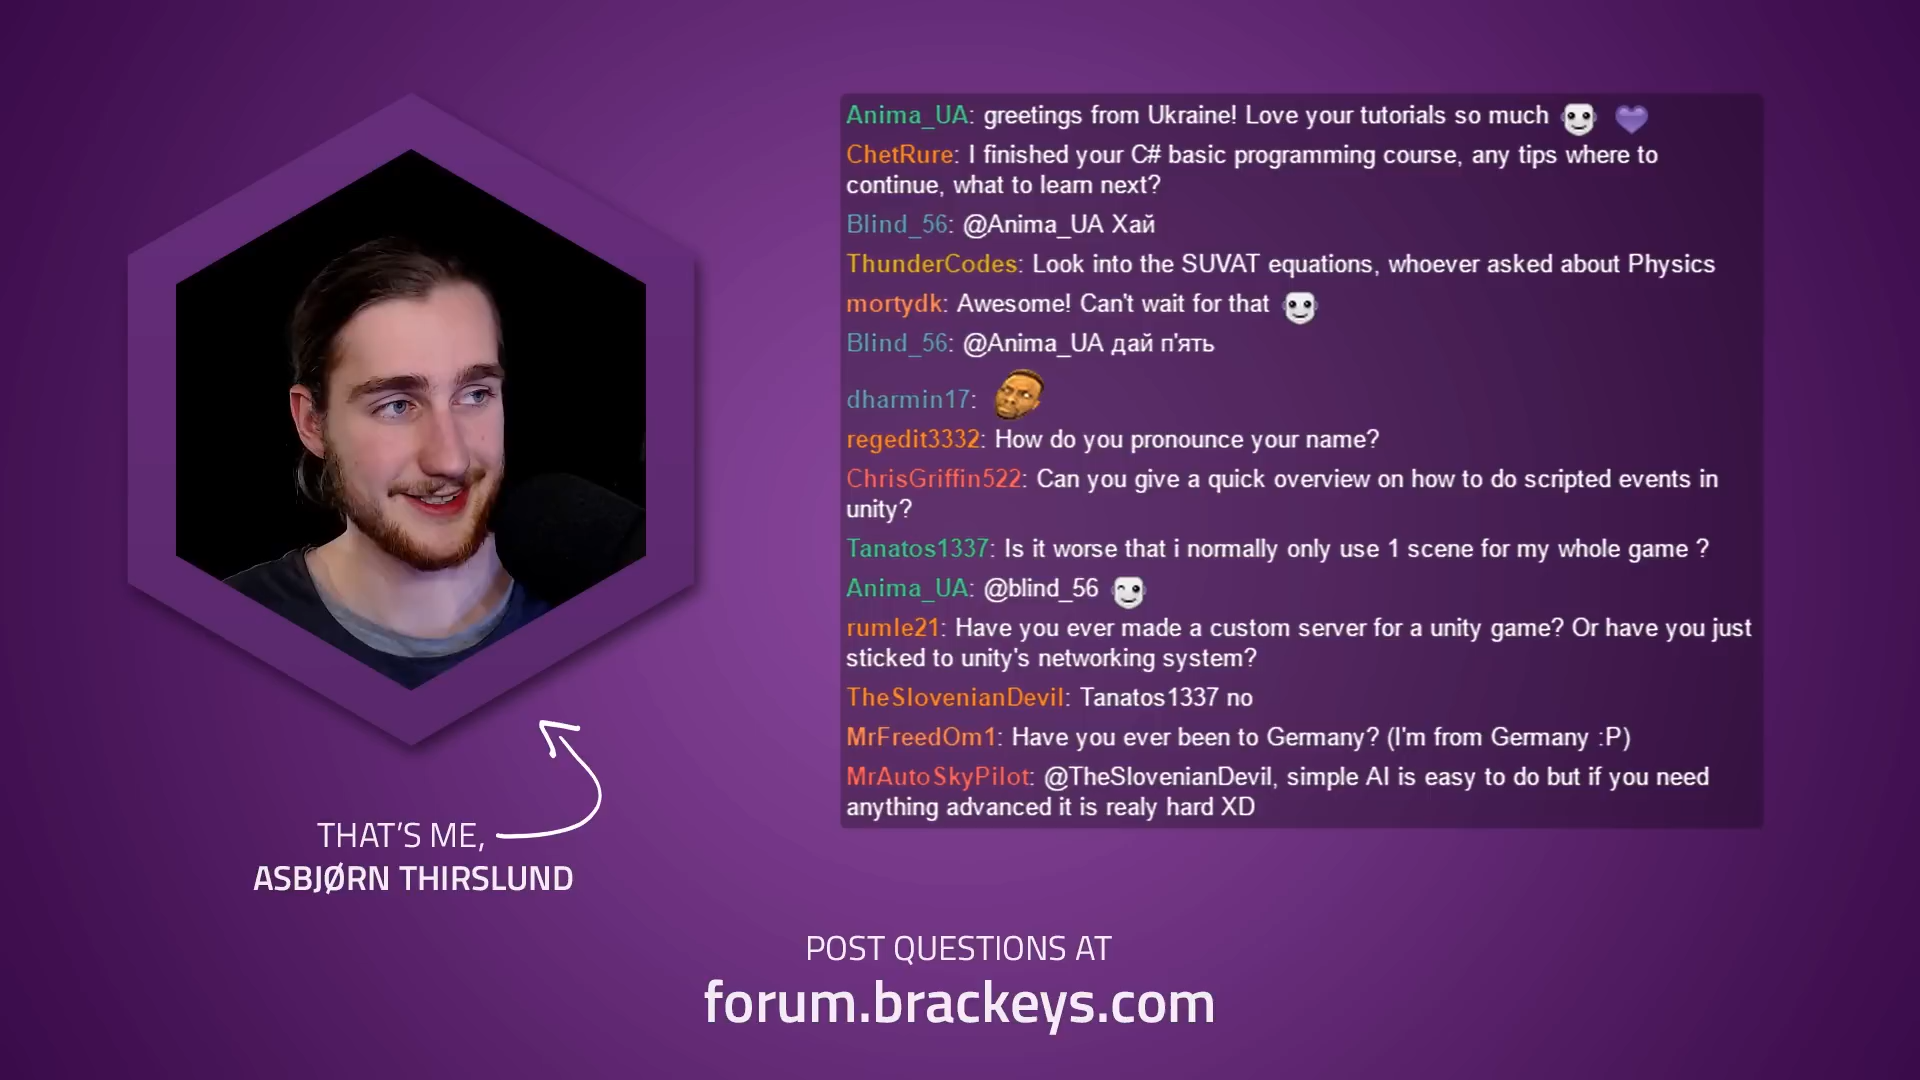 Anima_UA: greetings from Ukraine! Love your tutorials so much
ChetRure: I finished your C# basic programming course, any tips where to
continue, what to learn next?
Blind_56: @Anima_UA Хай
ThunderCodes: Look into the SUVAT equations, whoever asked about Physics
mortydk: Awesome! Can't wait for that
Blind_56: @Anima_UA дай п'ять
dharmin17:
regedit3332: How do you pronounce your name?
ChrisGriffin522: Can you give a quick overview on how to do scripted events in
unity?
Tanatos1337: Is it worse that i normally only use 1 scene for my whole game ?
Anima_UA: @blind_56
rumle21: Have you ever made a custom server for a unity game? Or have you just
sticked to unity's networking system?
TheSlovenianDevil: Tanatos1337 no
MrFreedOm1: Have you ever been to Germany? (I'm from Germany :P)
MrAutoSkyPilot: @TheSlovenianDevil, simple AI is easy to do but if you need
anything advanced it is realy hard XD
THAT'S ME,
ASBJØRN THIRSLUND
POST QUESTIONS AT
forum.brackeys.com